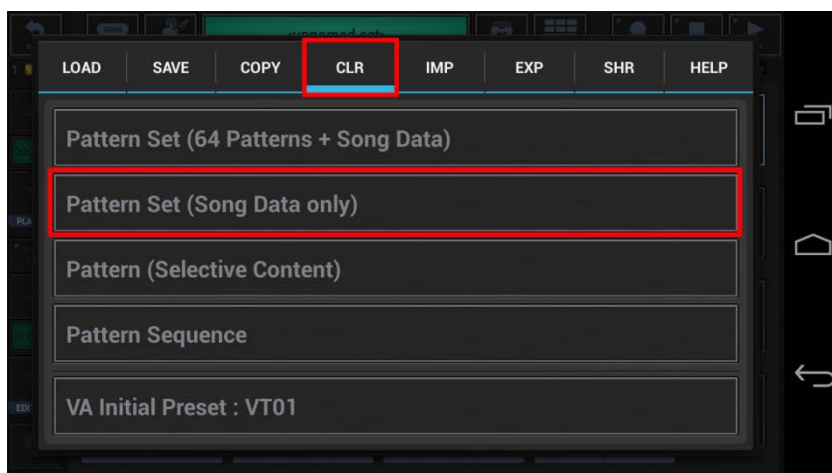 SONG
LOAD SAVE COPY CLR IMP EXP SHR HELP
Pattern Set (64 Patterns + Song Data)
Pattern Set (Song Data only)
Pattern (Selective Content)
Pattern Sequence
VA Initial Preset : VT01